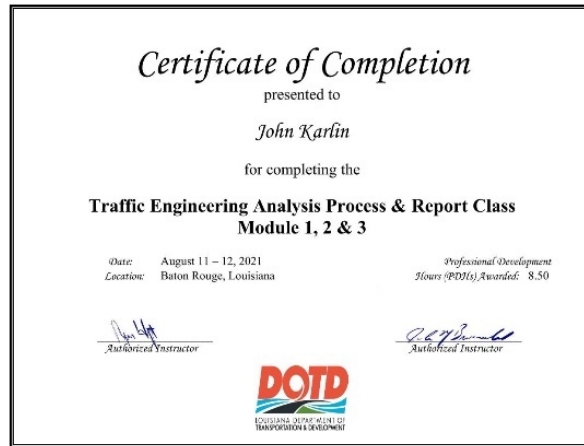 Certificate of Completion
presented to
John Karlin
for completing the
Traffic Engineering Analysis Process & Report Class
Module 1, 2 & 3
Date: August 11 – 12, 2021
Location: Baton Rouge, Louisiana
Professional Development
Hours (PDHs) Awarded: 8.50
Authorized Instructor
Authorized Instructor
DOTD
LOUISIANA DEPARTMENT OF
TRANSPORTATION & DEVELOPMENT